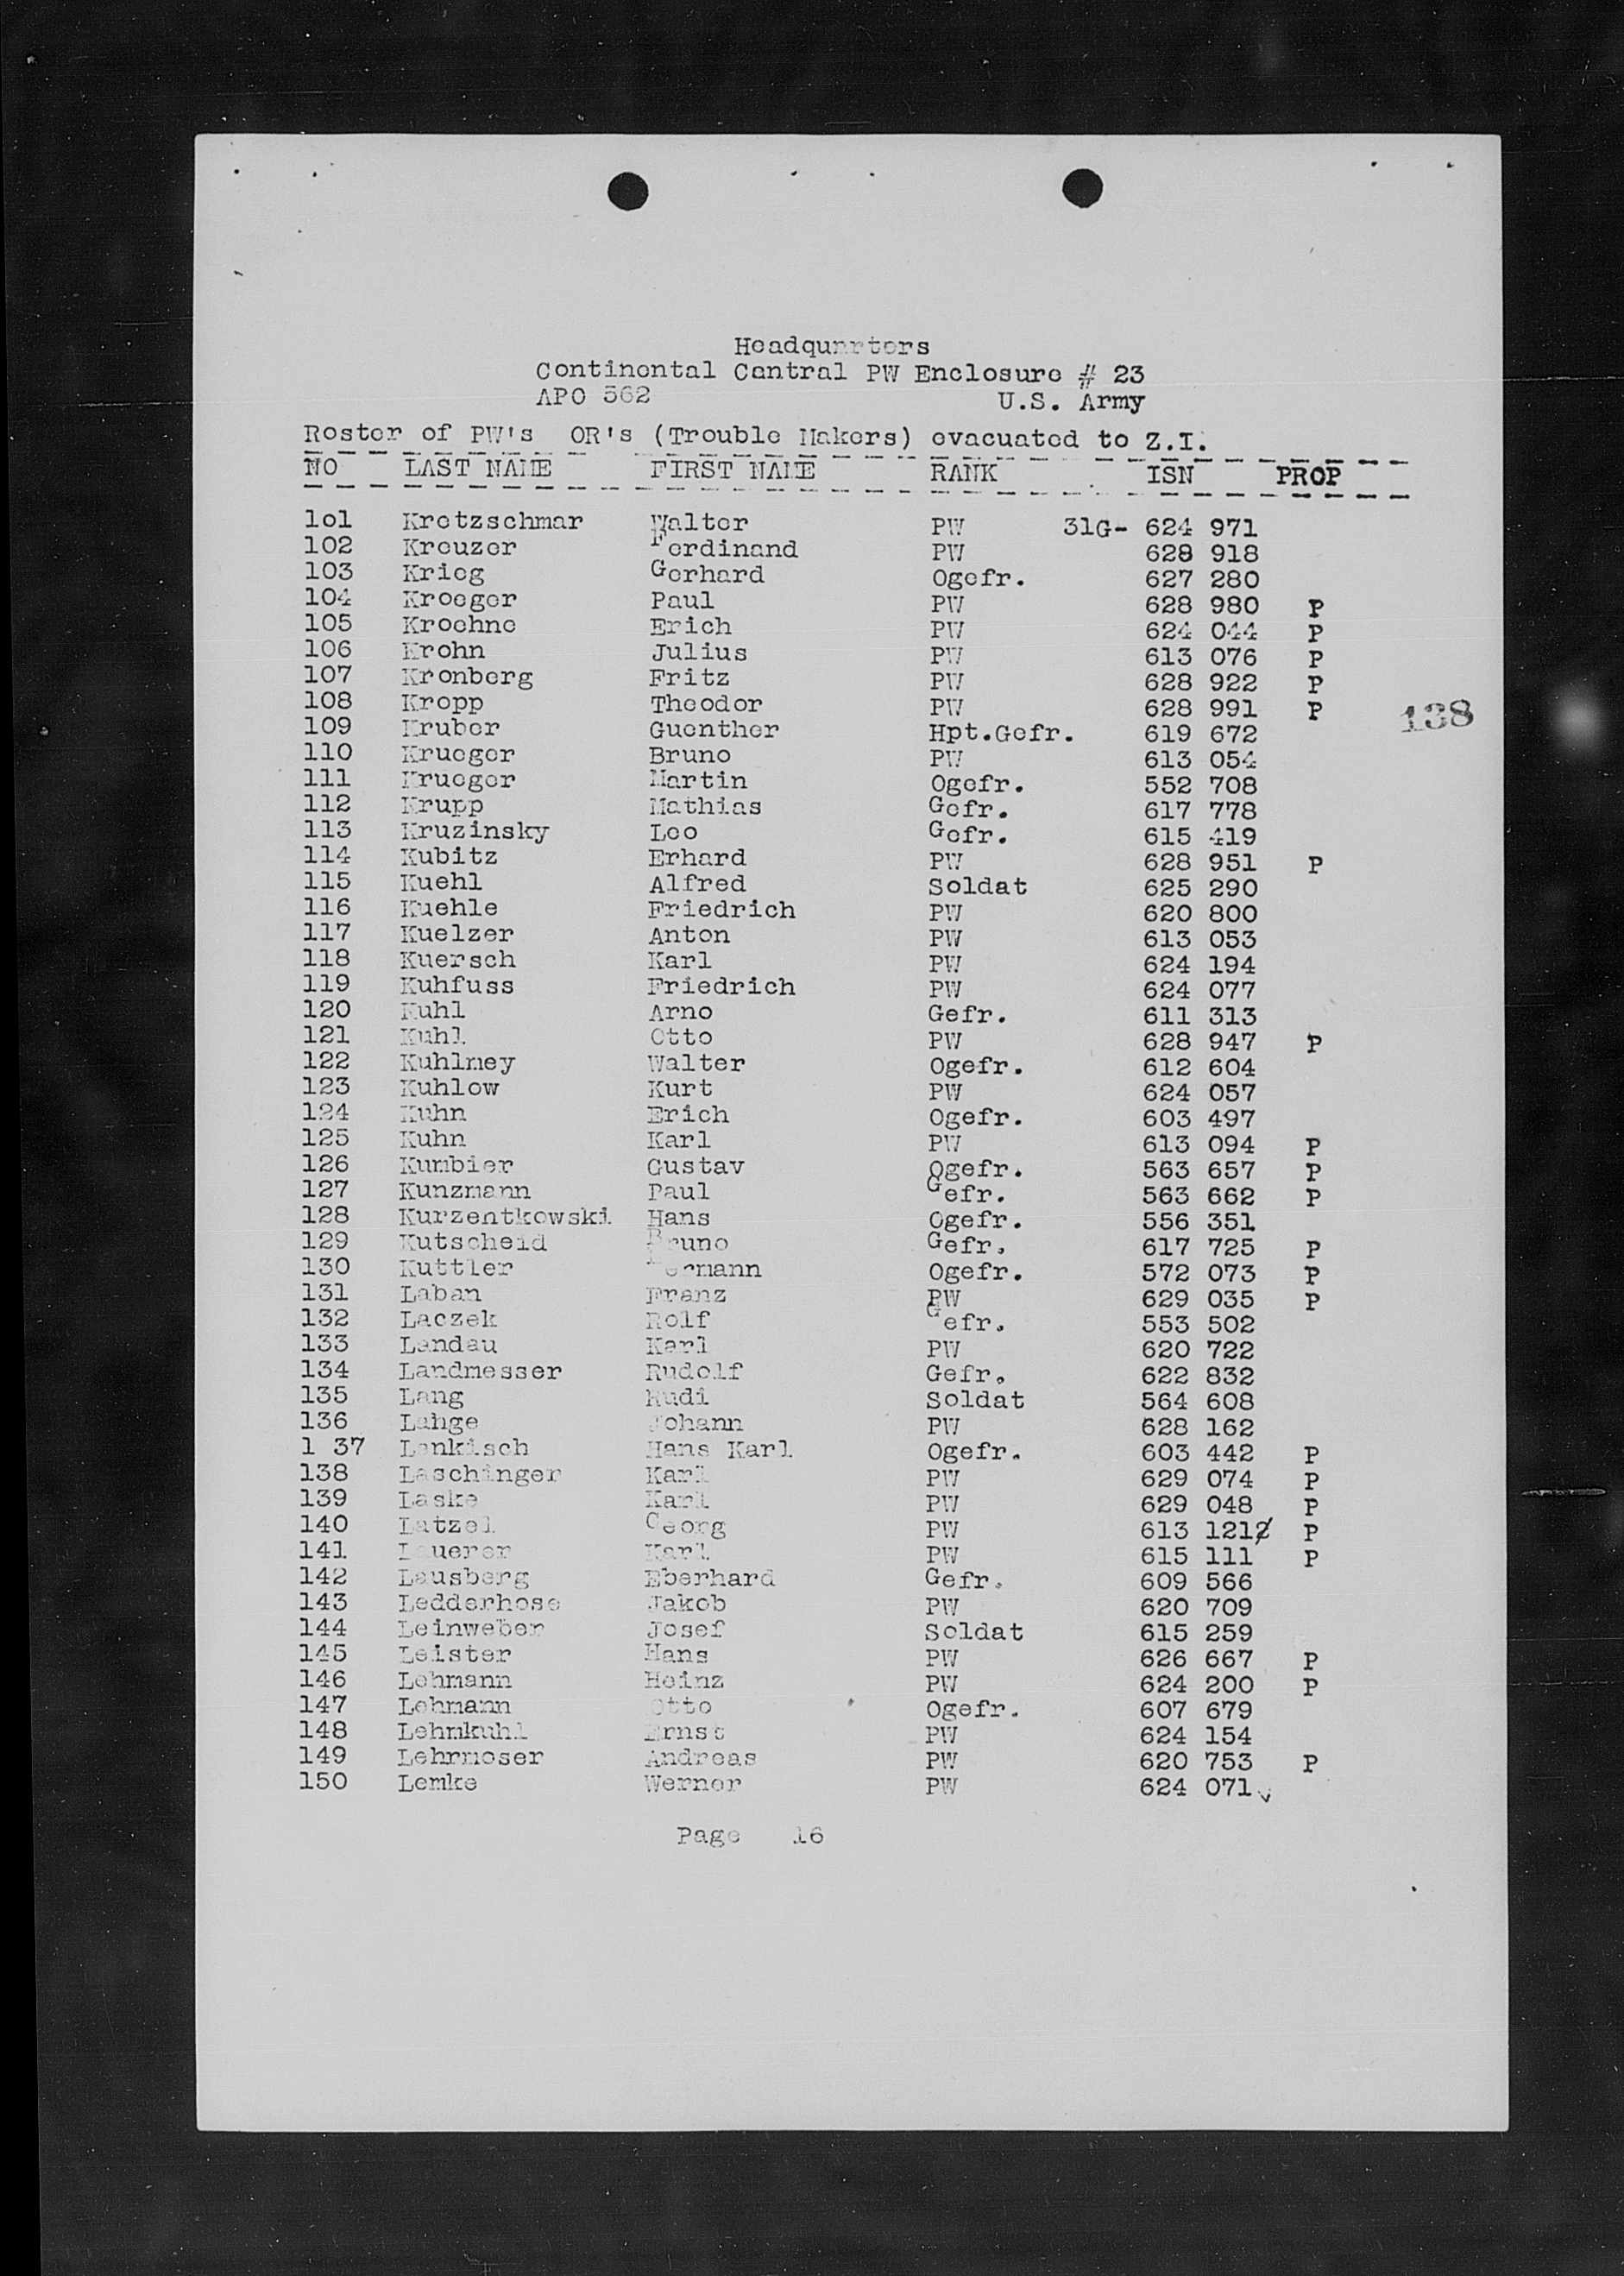 Headquarters
Continental Central PW Enclosure # 23
APO 562 U.S. Army
Roster of PW's OR's (Trouble Makers) evacuated to Z.I.
NO LAST NAME FIRST NAME RANK ISN PROP
lol Kretzschmar Walter PW 31G- 624 971
102 Kreuzer Ferdinand PW 628 918
103 Krieg Gerhard Ogefr. 627 280
104 Kroeger Paul PW 628 980 P
105 Kroehne Erich PW 624 044 P
106 Krohn Julius PW 613 076 P
107 Kronberg Fritz PW 628 922 P
108 Kropp Theodor PW 628 991 P
138
109 Kruber Guenther Hpt.Gefr. 619 672
110 Krueger Bruno PW 613 054
111 Krueger Martin Ogefr. 552 708
112 Krupp Mathias Gefr. 617 778
113 Kruzinsky Leo Gefr. 615 419
114 Kubitz Erhard PW 628 951 P
115 Kuehl Alfred Soldat 625 290
116 Kuehle Friedrich PW 620 800
117 Kuelzer Anton PW 613 053
118 Kuersch Karl PW 624 194
119 Kuhfuss Friedrich PW 624 077
120 Kuhl Arno Gefr. 611 313
121 Kuhl Otto PW 628 947 P
122 Kuhlmey Walter Ogefr. 612 604
123 Kuhlow Kurt PW 624 057
124 Kuhn Erich Ogefr. 603 497
125 Kuhn Karl PW 613 094 P
126 Kumbier Gustav Ogefr. 563 657 P
127 Kunzmann Paul Gefr. 563 662 P
128 Kurzentkowski Hans Ogefr. 556 351
129 Kutscheid Bruno Gefr. 617 725 P
130 Kuttler Hermann Ogefr. 572 073 P
131 Laban Franz PW 629 035 P
132 Laczek Rolf Gefr. 553 502
133 Landau Karl PW 620 722
134 Landmesser Rudolf Gefr. 622 832
135 Lang Rudi Soldat 564 608
136 Lange Johann PW 628 162
1 37 Lankisch Hans Karl Ogefr. 603 442 P
138 Laschinger Karl PW 629 074 P
139 Laske Karl PW 629 048 P
140 Latzel Georg PW 613 121 P
141 Lauerer Karl PW 615 111 P
142 Lausberg Eberhard Gefr. 609 566
143 Ledderhose Jakob PW 620 709
144 Leinweber Josef Soldat 615 259
145 Leister Hans PW 626 667 P
146 Lehmann Heinz PW 624 200 P
147 Lehmann Otto Ogefr. 607 679
148 Lehmkuhl Ernst PW 624 154
149 Lehrmoser Andreas PW 620 753 P
150 Lemke Werner PW 624 071
Page 16